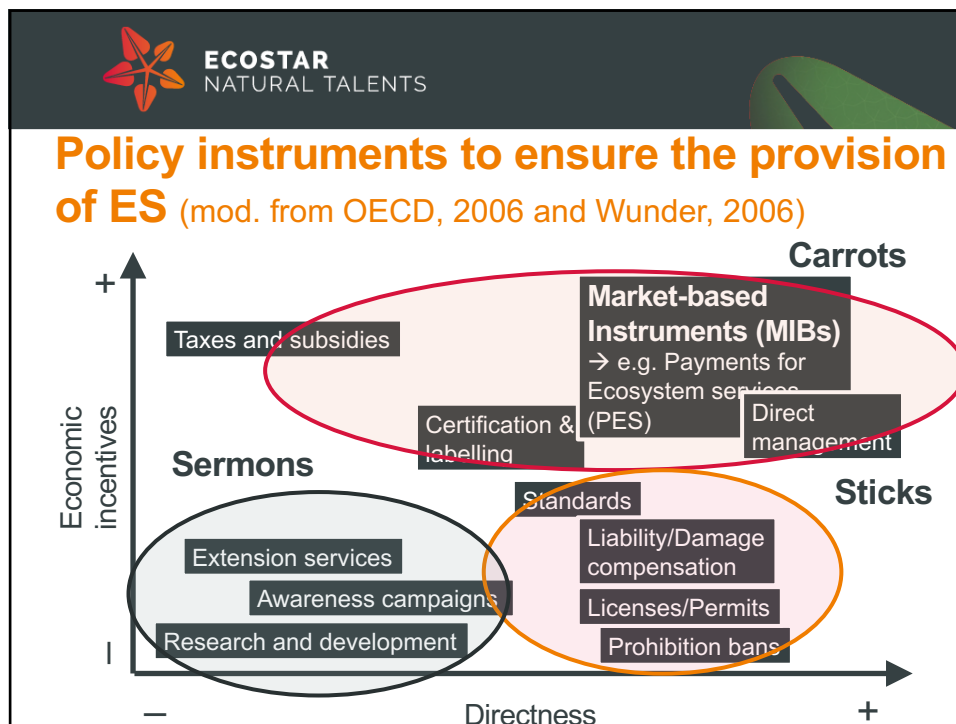 ECOSTAR
NATURAL TALENTS
Policy instruments to ensure the provision
of ES (mod. from OECD, 2006 and Wunder, 2006)
Carrots
+
Market-based
Instruments (MIBs)
→ e.g. Payments for
Ecosystem services
(PES)
Taxes and subsidies
Certification &
labelling
Direct
management
Economic
incentives
Sermons
Sticks
Standards
Extension services
Liability/Damage
compensation
Awareness campaigns
Licenses/Permits
Research and development
Prohibition bans
–
–
Directness
+